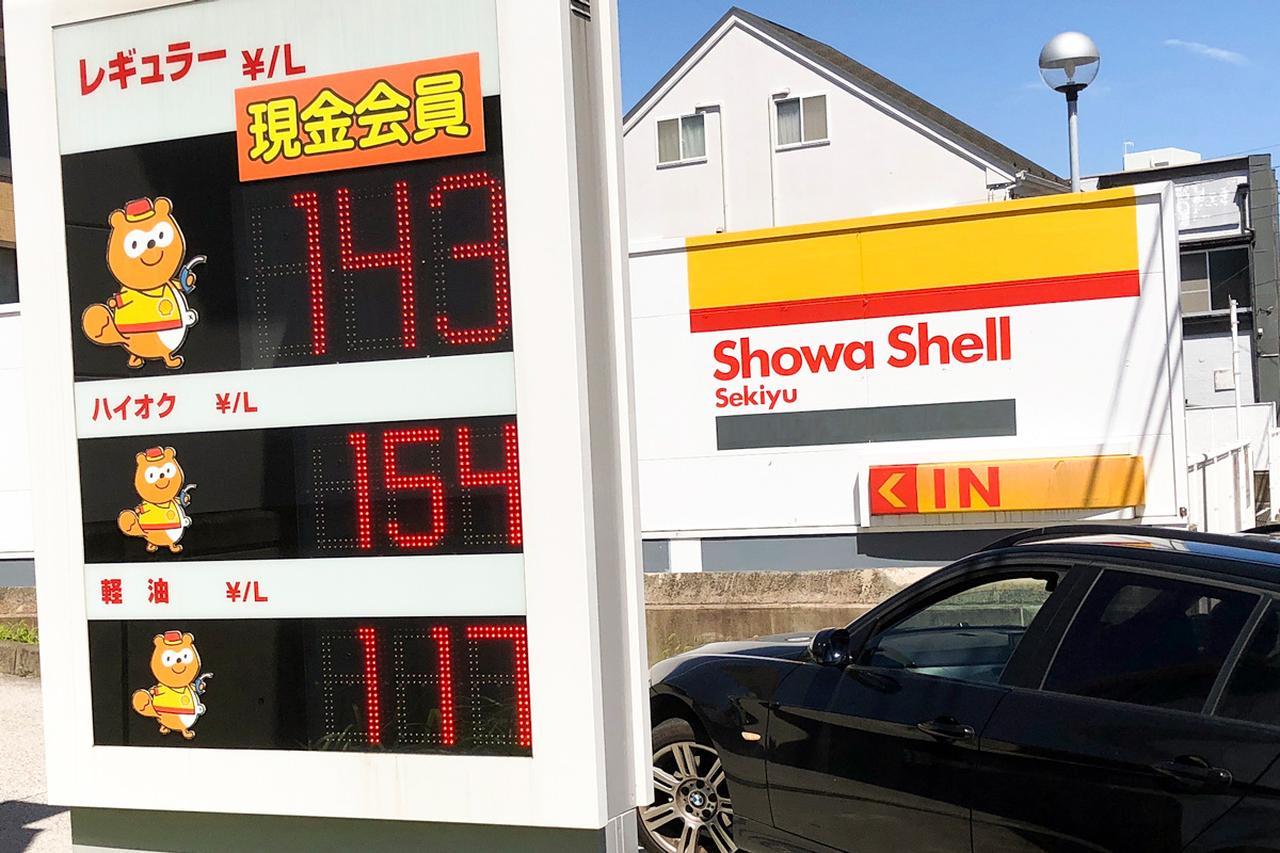 レギュラー ¥/L
現金会員
143
ハイオク ¥/L
154
軽 油 ¥/L
117
Showa Shell
Sekiyu
IN